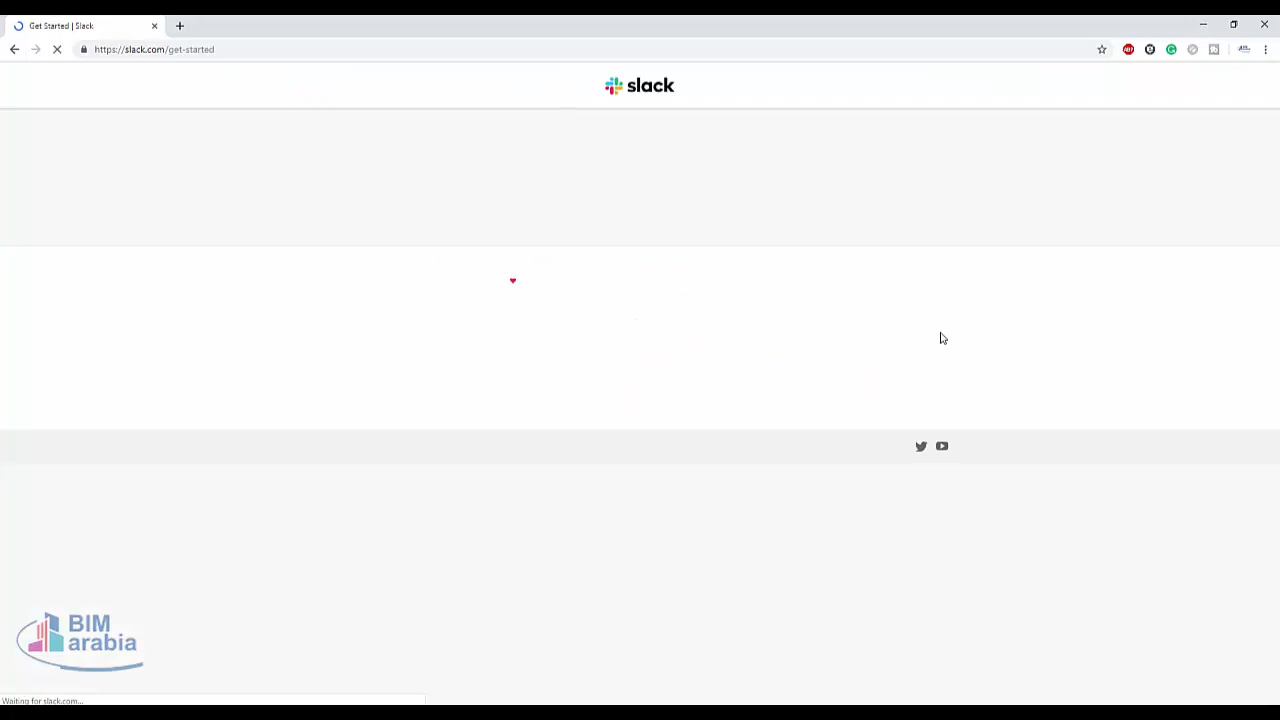 Get Started | Slack
https://slack.com/get-started
slack
BIM
arabia
Waiting for slack.com...